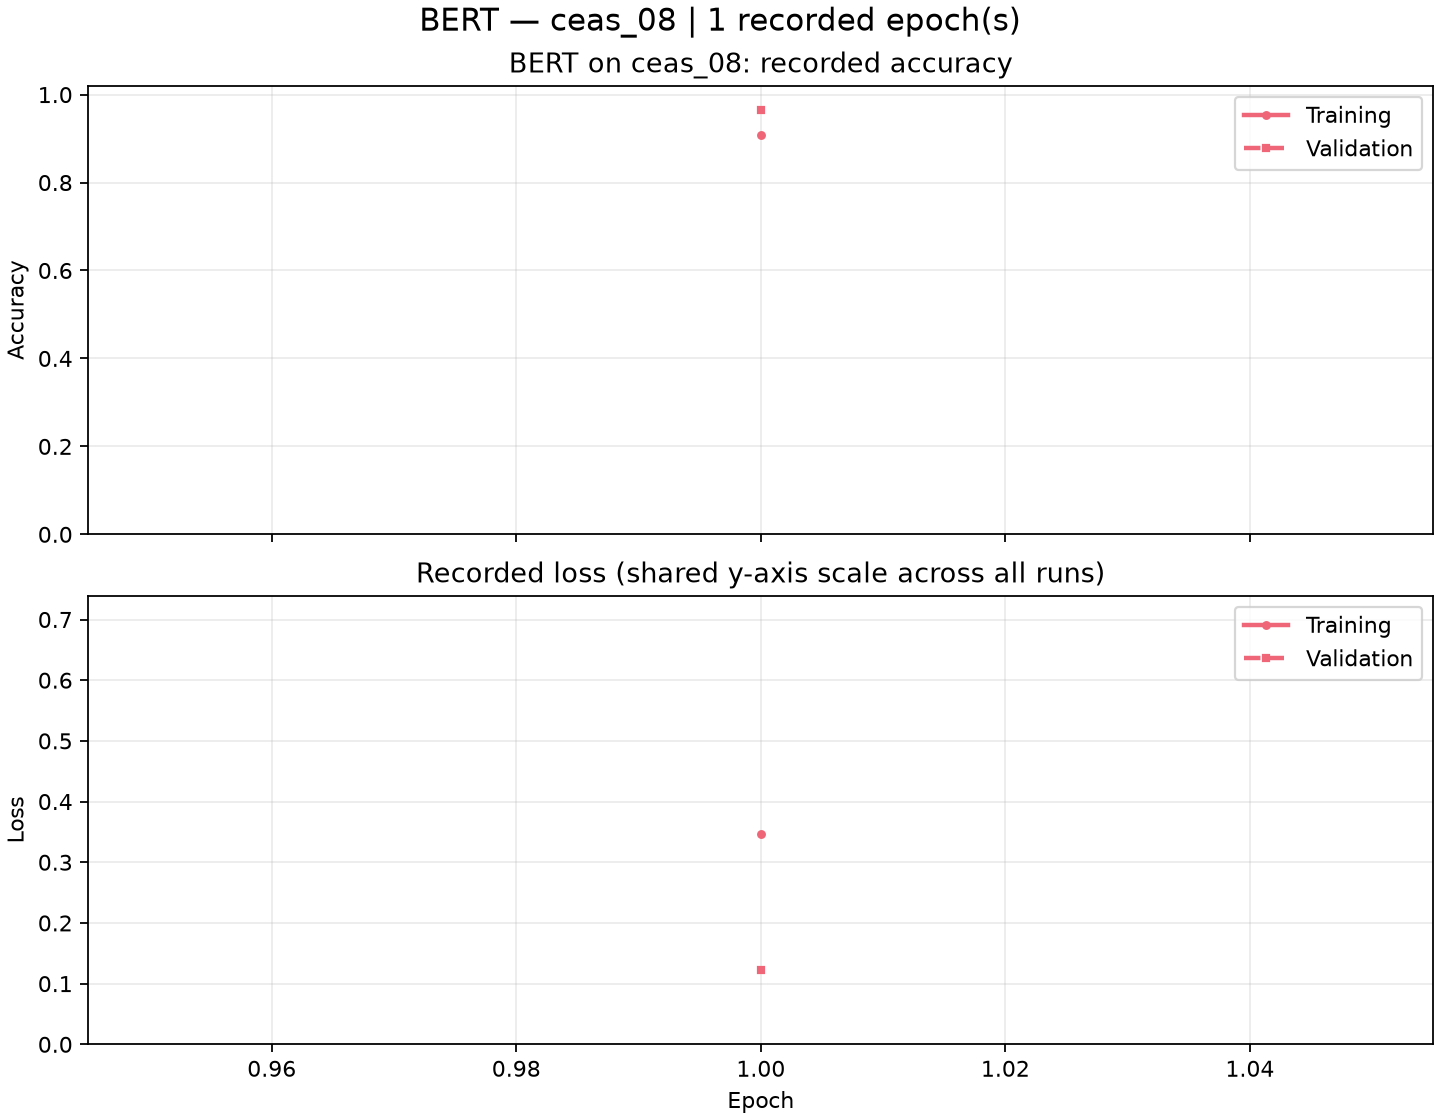 BERT — ceas_08 | 1 recorded epoch(s)
BERT on ceas_08: recorded accuracy
1.0
0.8
0.6
0.4
0.2
0.0
Accuracy
Training
Validation
Recorded loss (shared y-axis scale across all runs)
0.7
0.6
0.5
0.4
0.3
0.2
0.1
0.0
Loss
Training
Validation
0.96
0.98
1.00
1.02
1.04
Epoch